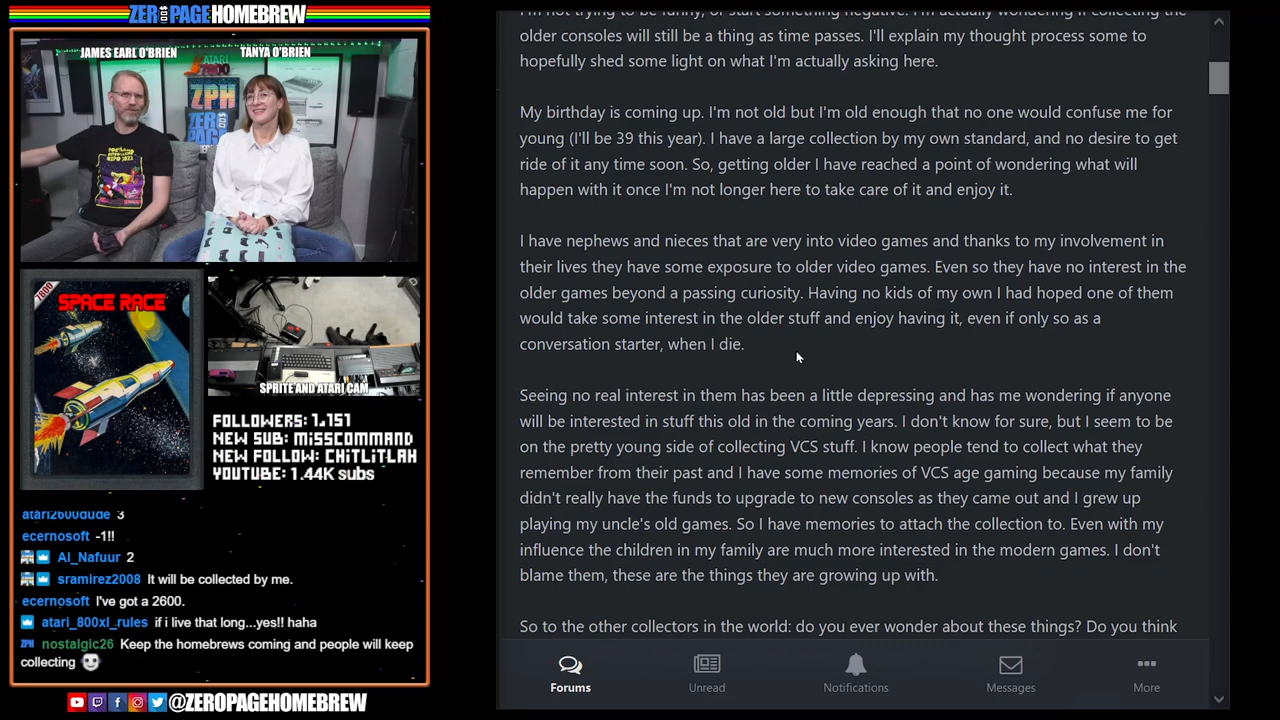 ZEROPAGEHOMEBREW
JAMES EARL O'BRIEN
TANYA O'BRIEN
ATARI
ZPH
ZERO
PAGE
7800
SPACE RACE
SPRITE AND ATARI CAM
FOLLOWERS: 1,151
NEW SUB: MISSCOMMAND
NEW FOLLOW: CHITLITLAH
YOUTUBE: 1.44K subs
atari2600dude 3
ecernosoft -1!!
Al_Nafuur 2
sramirez2008 It will be collected by me.
ecernosoft I've got a 2600.
atari_800xl_rules if i live that long...yes!! haha
nostalgic26 Keep the homebrews coming and people will keep
collecting
@ZEROPAGEHOMEBREW
older consoles will still be a thing as time passes. I'll explain my thought process some to
hopefully shed some light on what I'm actually asking here.
My birthday is coming up. I'm not old but I'm old enough that no one would confuse me for
young (I'll be 39 this year). I have a large collection by my own standard, and no desire to get
ride of it any time soon. So, getting older I have reached a point of wondering what will
happen with it once I'm not longer here to take care of it and enjoy it.
I have nephews and nieces that are very into video games and thanks to my involvement in
their lives they have some exposure to older video games. Even so they have no interest in the
older games beyond a passing curiosity. Having no kids of my own I had hoped one of them
would take some interest in the older stuff and enjoy having it, even if only so as a
conversation starter, when I die.
Seeing no real interest in them has been a little depressing and has me wondering if anyone
will be interested in stuff this old in the coming years. I don't know for sure, but I seem to be
on the pretty young side of collecting VCS stuff. I know people tend to collect what they
remember from their past and I have some memories of VCS age gaming because my family
didn't really have the funds to upgrade to new consoles as they came out and I grew up
playing my uncle's old games. So I have memories to attach the collection to. Even with my
influence the children in my family are much more interested in the modern games. I don't
blame them, these are the things they are growing up with.
So to the other collectors in the world: do you ever wonder about these things? Do you think
Forums
Unread
Notifications
Messages
More